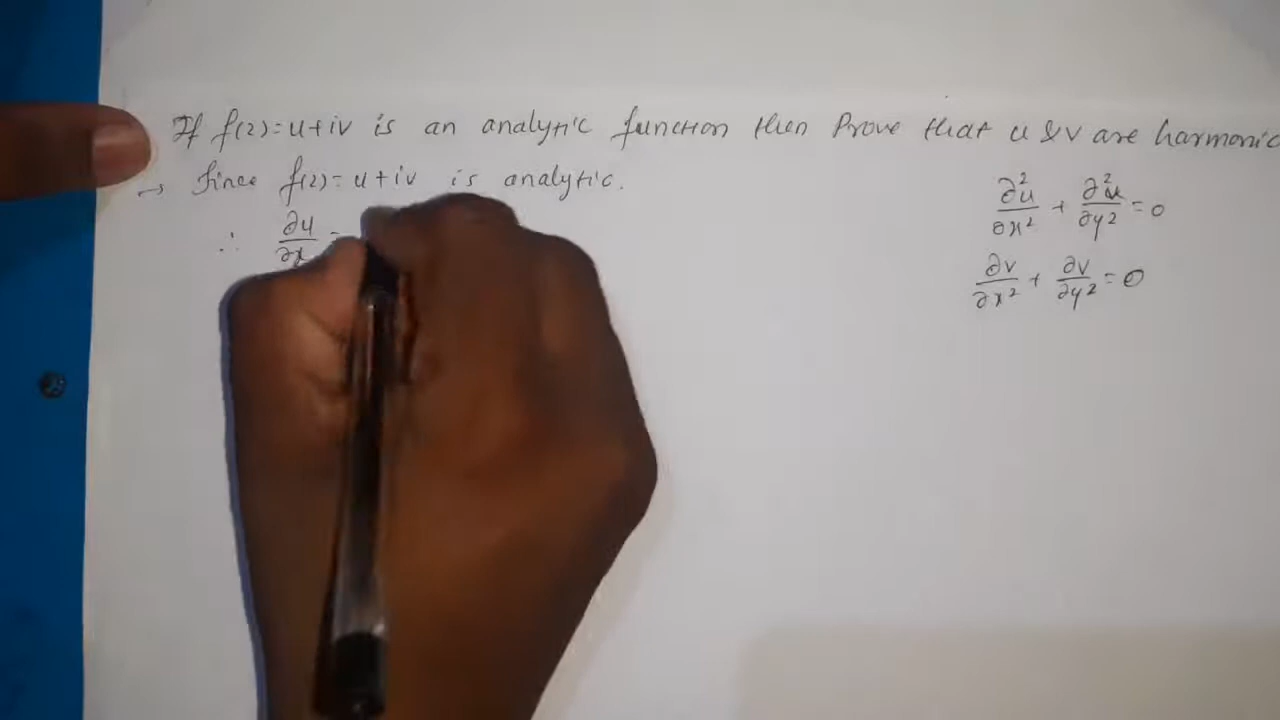 If f(z)=u+iv is an analytic function then Prove that u & v are harmonic
→ Since f(z)= u+iv is analytic.
∂²u/∂x² + ∂²u/∂y² = 0
∴ ∂u/∂x =
∂v/∂x² + ∂v/∂y² = 0